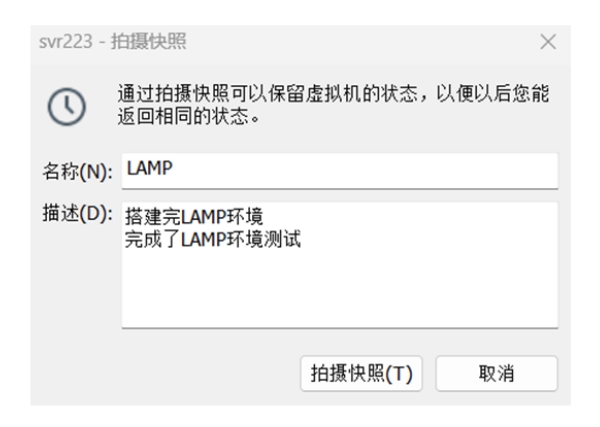 svr223 - 拍摄快照
通过拍摄快照可以保留虚拟机的状态，以便以后您能
返回相同的状态。
名称(N): LAMP
描述(D): 搭建完LAMP环境
完成了LAMP环境测试
拍摄快照(T) 取消